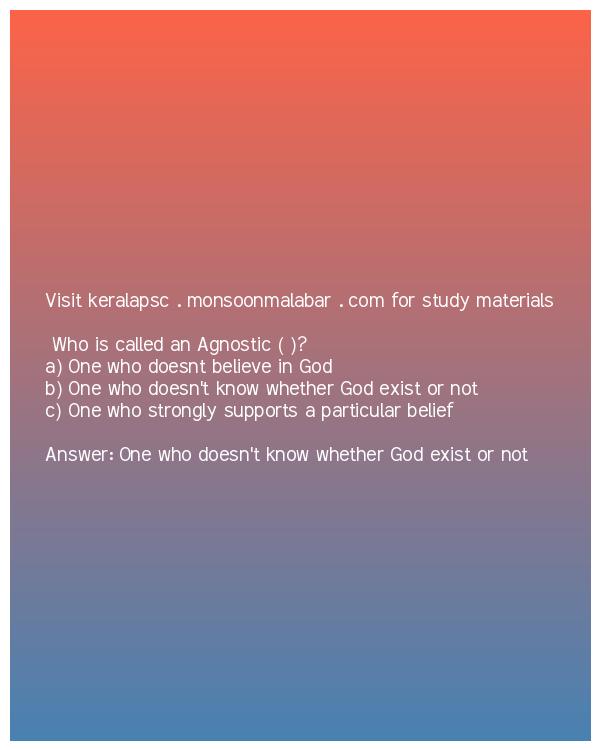 Visit keralapsc . monsoonmalabar . com for study materials
Who is called an Agnostic ( )?
a) One who doesnt believe in God
b) One who doesn't know whether God exist or not
c) One who strongly supports a particular belief
Answer: One who doesn't know whether God exist or not